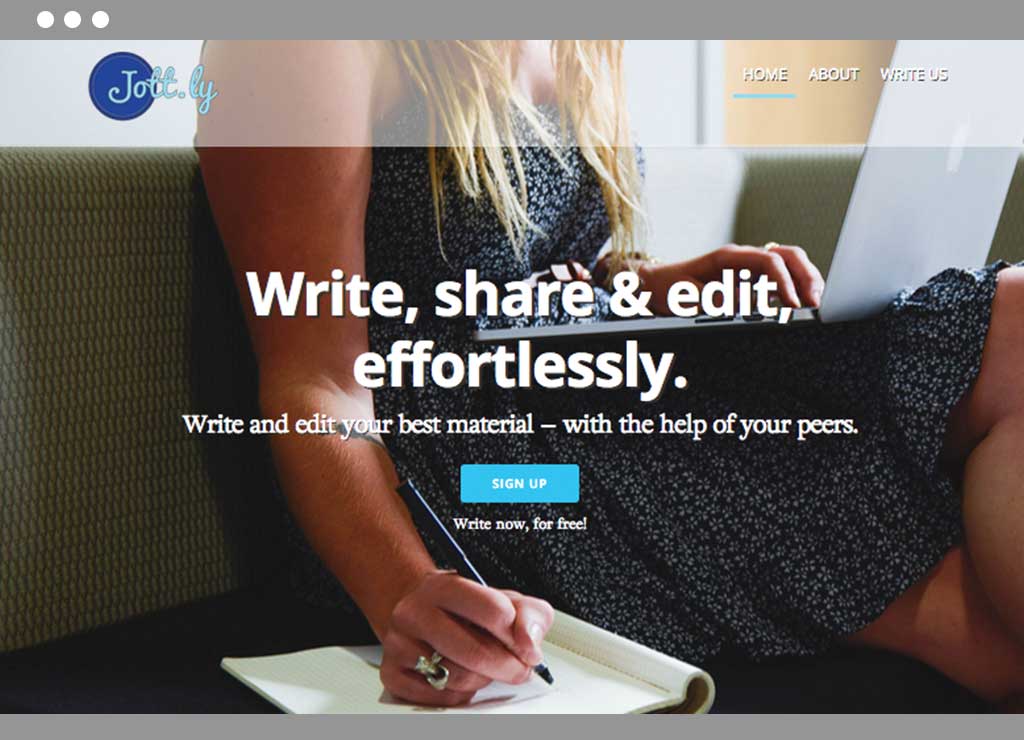 Jott.ly
HOME ABOUT WRITE US
Write, share & edit,
effortlessly.
Write and edit your best material – with the help of your peers.
SIGN UP
Write now, for free!